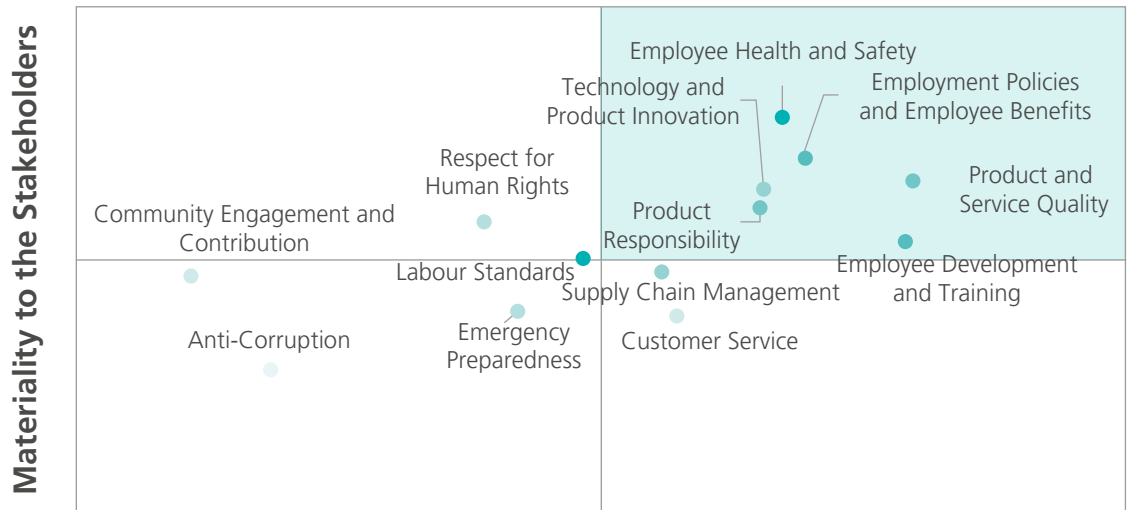 Materiality to the Stakeholders
Employee Health and Safety
Technology and
Product Innovation
Employment Policies
and Employee Benefits
Respect for
Human Rights
Product and
Service Quality
Community Engagement and
Contribution
Product
Responsibility
Labour Standards
Employee Development
and Training
Supply Chain Management
Emergency
Preparedness
Anti-Corruption
Customer Service